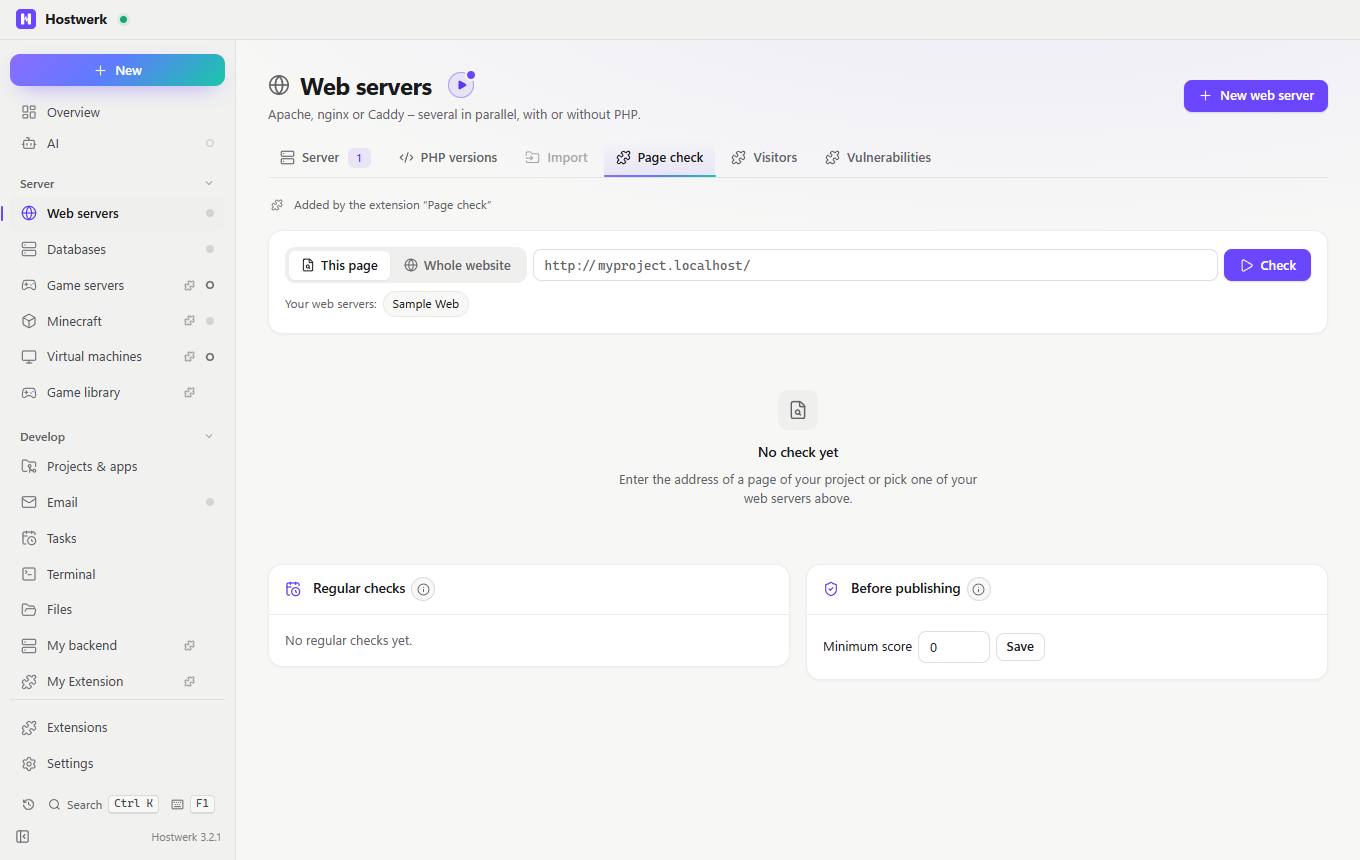 Hostwerk
New
Overview
AI
Server
Web servers
Databases
Game servers
Minecraft
Virtual machines
Game library
Develop
Projects & apps
Email
Tasks
Terminal
Files
My backend
My Extension
Extensions
Settings
Search Ctrl K F1
Hostwerk 3.2.1
Web servers
Apache, nginx or Caddy – several in parallel, with or without PHP.
New web server
Server 1 PHP versions Import Page check Visitors Vulnerabilities
Added by the extension "Page check"
This page Whole website http://myproject.localhost/ Check
Your web servers: Sample Web
No check yet
Enter the address of a page of your project or pick one of your
web servers above.
Regular checks
No regular checks yet.
Before publishing
Minimum score 0 Save